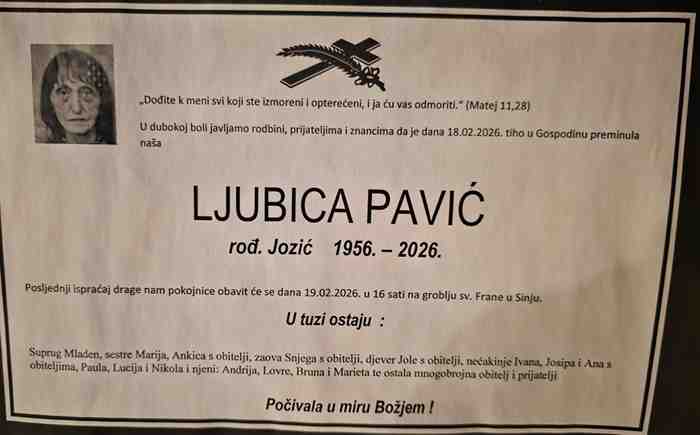 „Dođite k meni svi koji ste izmoreni i opterećeni, i ja ću vas odmoriti.“ (Matej 11,28)
U dubokoj boli javljamo rodbini, prijateljima i znancima da je dana 18.02.2026. tiho u Gospodinu preminula
naša
LJUBICA PAVIĆ
rođ. Jozić 1956. – 2026.
Posljednji ispraćaj drage nam pokojnice obavit će se dana 19.02.2026. u 16 sati na groblju sv. Frane u Sinju.
U tuzi ostaju :
Suprug Mladen, sestre Marija, Ankica s obitelji, zaova Snjega s obitelji, djever Jole s obitelji, nećakinje Ivana, Josipa i Ana s
obiteljima, Paula, Lucija i Nikola i njeni: Andrija, Lovre, Bruna i Marieta te ostala mnogobrojna obitelj i prijatelji
Počivala u miru Božjem !